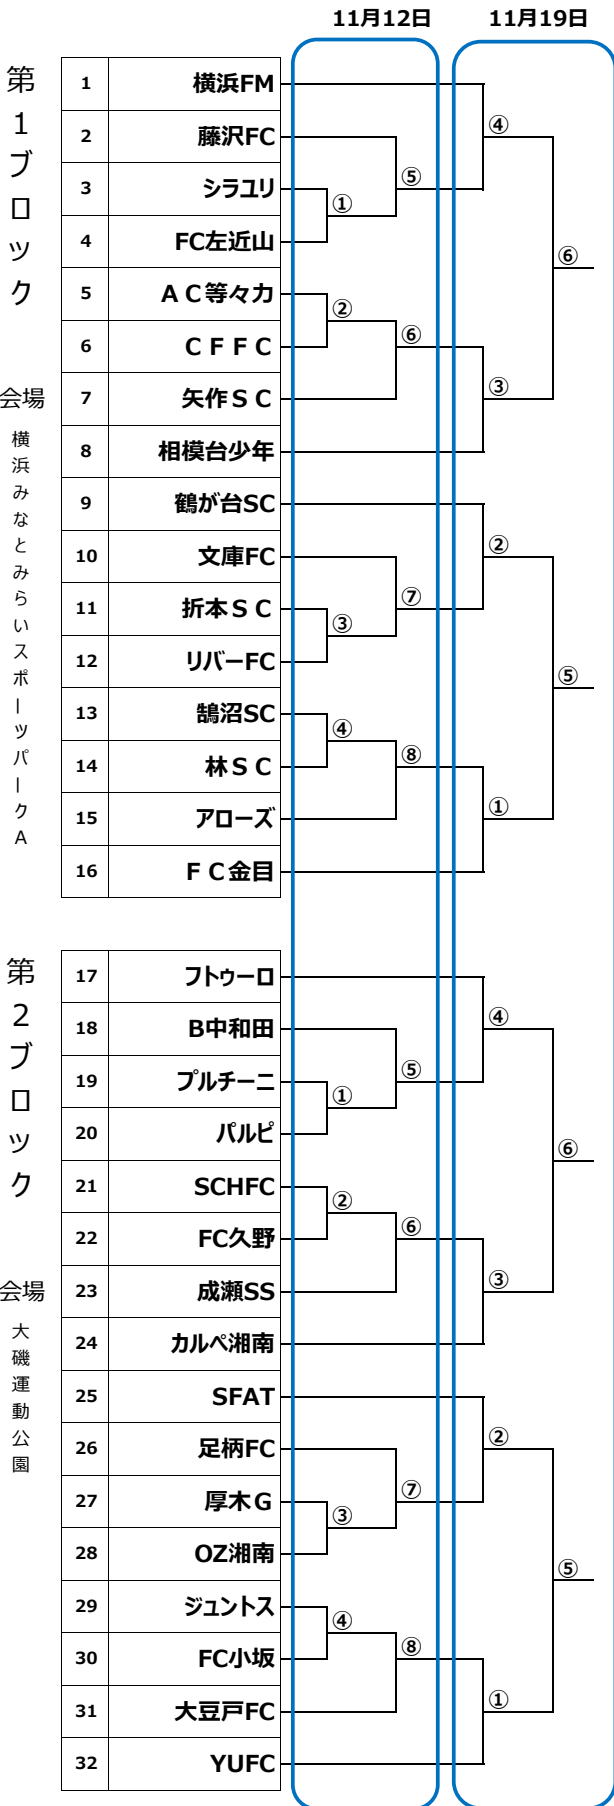 11月12日 11月19日
第1ブロック
会場
横浜みなとみらいスポーツパークA
1 横浜FM
2 藤沢FC
3 シラユリ
4 FC左近山
5 ＡＣ等々力
6 ＣＦＦＣ
7 矢作ＳＣ
8 相模台少年
9 鶴が台SC
10 文庫FC
11 折本ＳＣ
12 リバーFC
13 鵠沼SC
14 林ＳＣ
15 アローズ
16 ＦＣ金目
① ② ③ ④
⑤ ⑥ ⑦ ⑧
④ ③ ② ①
⑥ ⑤
第2ブロック
会場
大磯運動公園
17 フトゥーロ
18 B中和田
19 プルチーニ
20 パルピ
21 SCHFC
22 FC久野
23 成瀬SS
24 カルペ湘南
25 SFAT
26 足柄FC
27 厚木Ｇ
28 OZ湘南
29 ジュントス
30 FC小坂
31 大豆戸FC
32 YUFC
① ② ③ ④
⑤ ⑥ ⑦ ⑧
④ ③ ② ①
⑥ ⑤